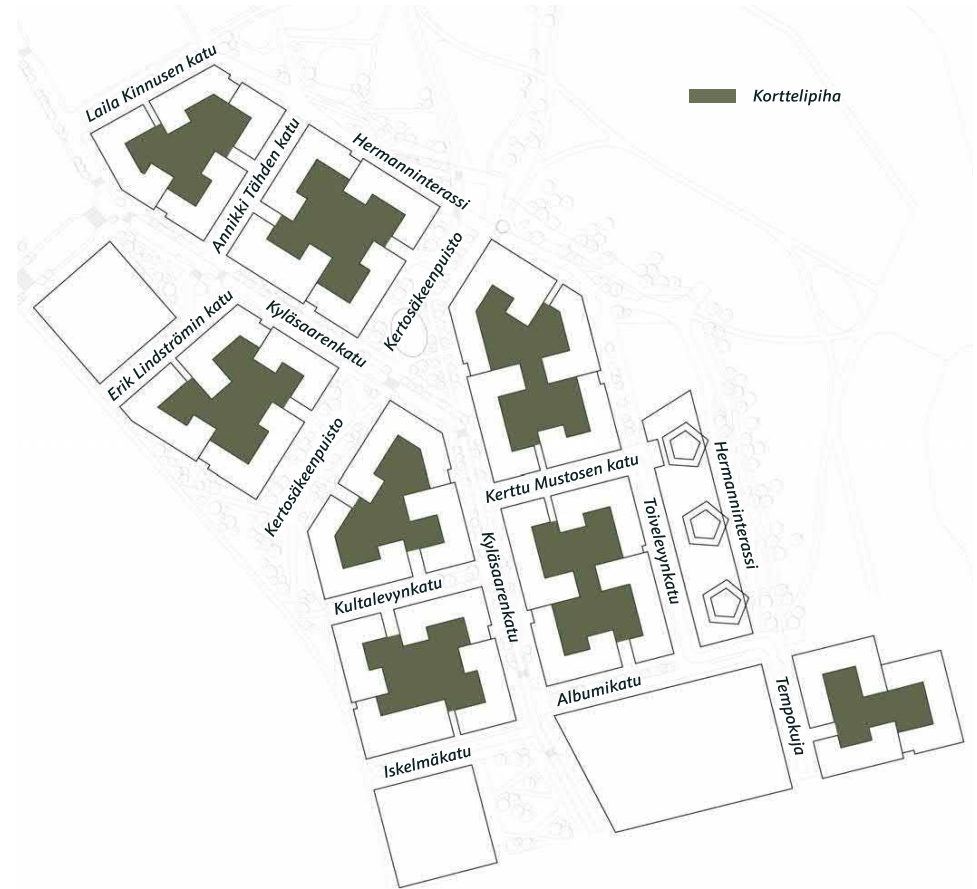 Laila Kinnusen katu
Korttelipiha
Annikki Tähden katu
Hermanninterassi
Kertosäkeenpuisto
Erik Lindströmin katu
Kyläsaarenkatu
Kertosäkeenpuisto
Kerttu Mustosen katu
Hermanninterassi
Toivelevynkatu
Kyläsaarenkatu
Kultalevynkatu
Albumikatu
Tempokuja
Iskelmäkatu